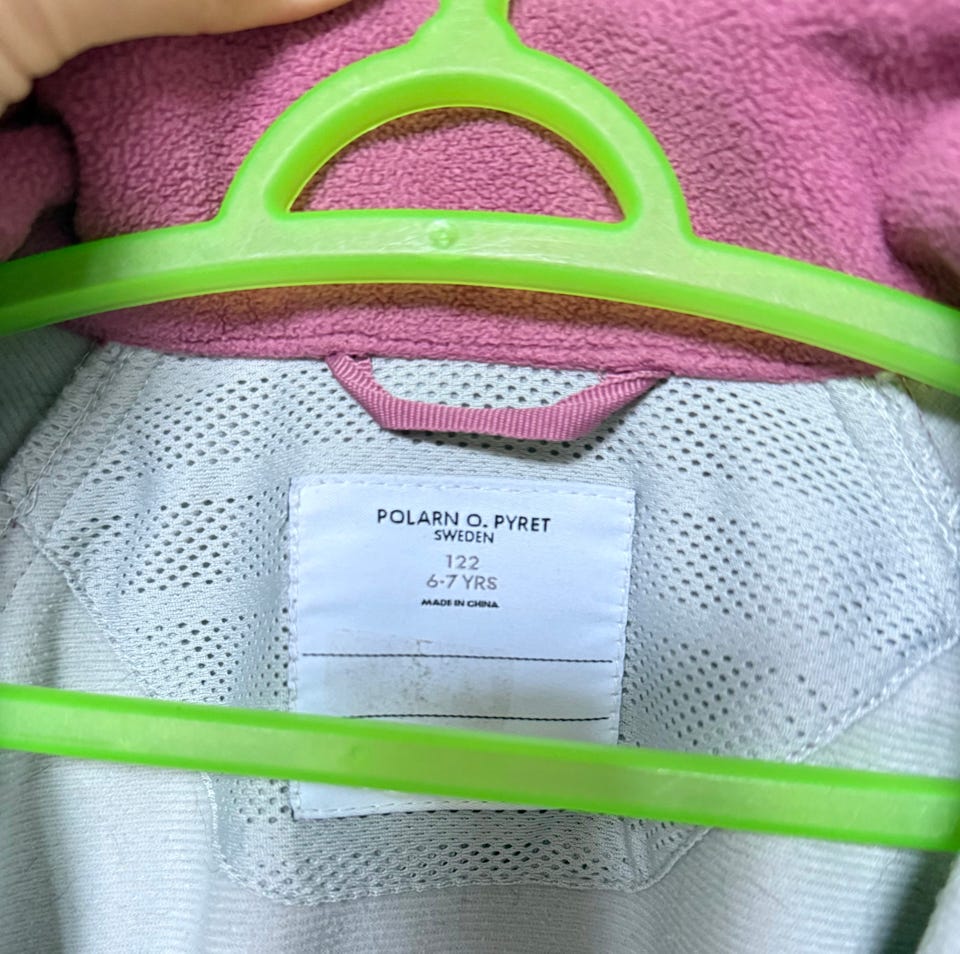 POLARN O. PYRET
SWEDEN
122
6-7 YRS
MADE IN CHINA